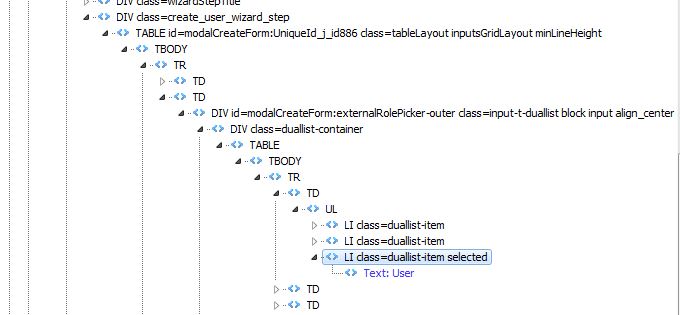 DIV class=wizardStepTitle
DIV class=create_user_wizard_step
TABLE id=modalCreateForm:UniqueId_j_id886 class=tableLayout inputsGridLayout minLineHeight
TBODY
TR
TD
TD
DIV id=modalCreateForm:externalRolePicker-outer class=input-t-duallist block input align_center
DIV class=duallist-container
TABLE
TBODY
TR
TD
UL
LI class=duallist-item
LI class=duallist-item
LI class=duallist-item selected
Text: User
TD
TD